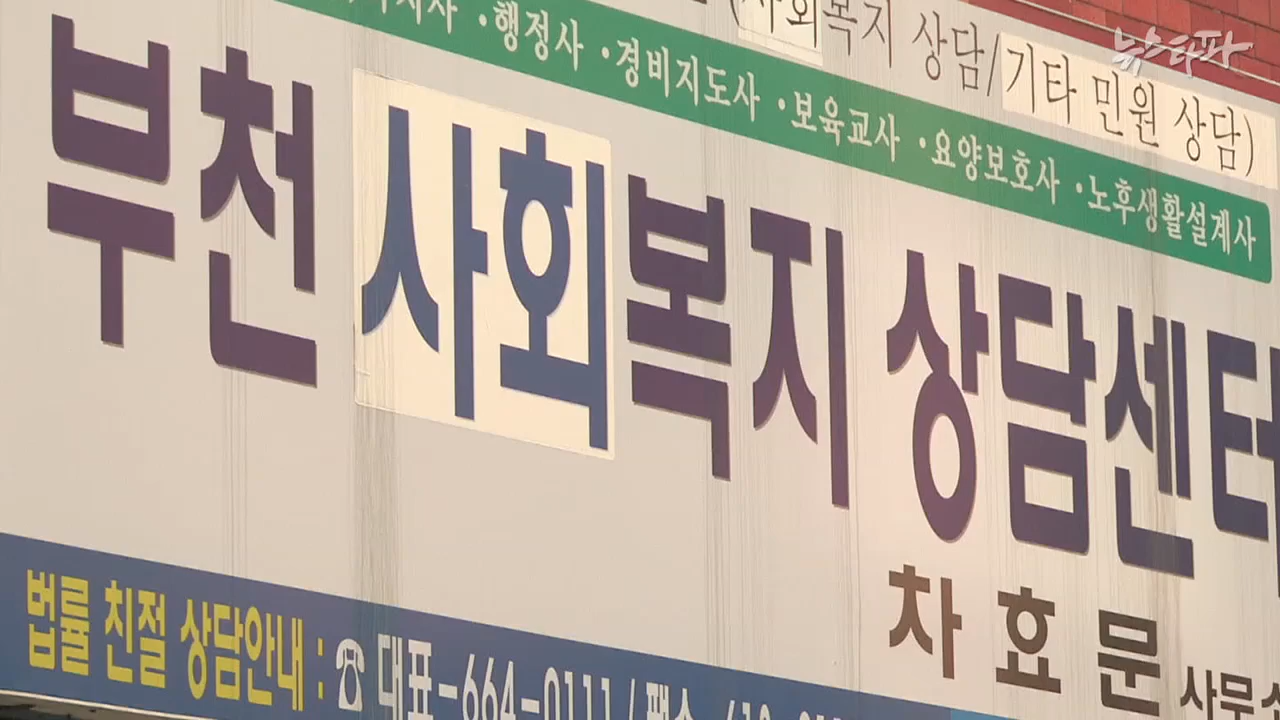 (사회복지 상담/기타 민원 상담)
뉴스타파
·행정사 ·경비지도사 ·보육교사 ·요양보호사 ·노후생활설계사
부천 사회복지 상담센터
차효문
법률 친절 상담안내 : ☎ 대표-664-0111 / 팩스